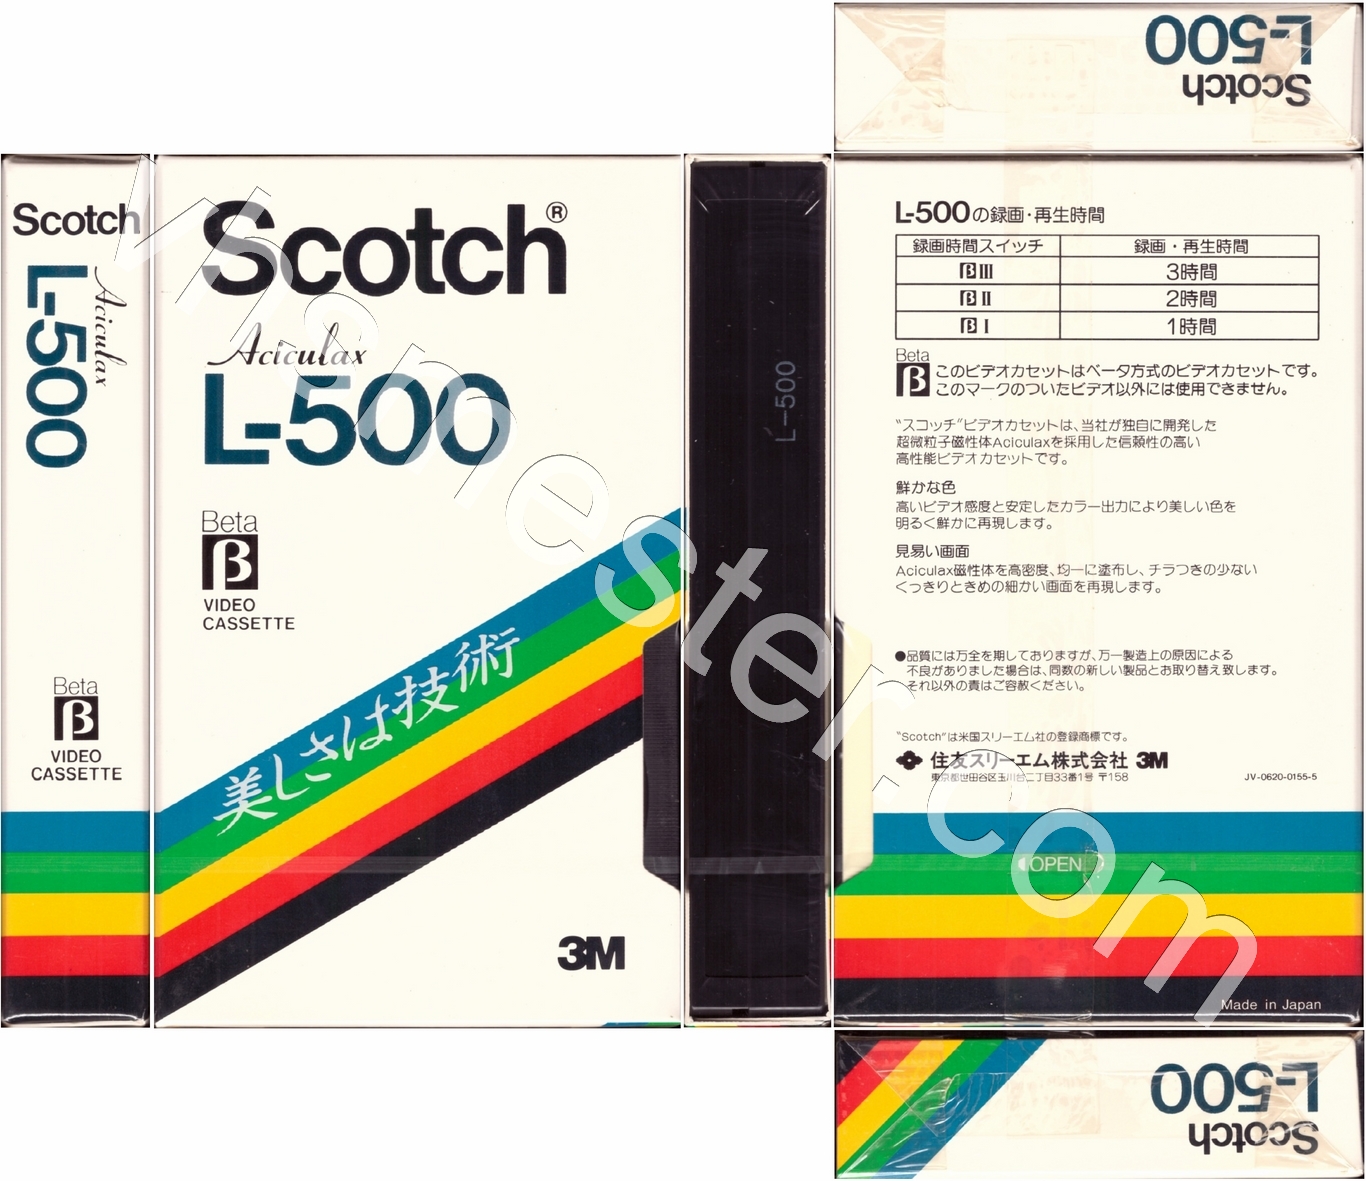 L-500
Scotch
Scotch
L-500
Aciculax
Beta
β
VIDEO
CASSETTE
Scotch®
Aciculax
L-500
Beta
β
VIDEO
CASSETTE
美しさは技術
3M
L-500
L-500の録画・再生時間
録画時間スイッチ 録画・再生時間
βIII 3時間
βII 2時間
βI 1時間
Beta
β このビデオカセットはベータ方式のビデオカセットです。
このマークのついたビデオ以外には使用できません。
"スコッチ"ビデオカセットは、当社が独自に開発した
超微粒子磁性体Aciculaxを採用した信頼性の高い
高性能ビデオカセットです。
鮮かな色
高いビデオ感度と安定したカラー出力により美しい色を
明るく鮮かに再現します。
見易い画面
Aciculax磁性体を高密度、均一に塗布し、チラつきの少ない
くっきりときめの細かい画面を再現します。
●品質には万全を期しておりますが、万一製造上の原因による
不良がありました場合は、同数の新しい製品とお取り替え致します。
それ以外の責はご容赦ください。
"Scotch"は米国スリーエム社の登録商標です。
住友スリーエム株式会社 3M
東京都世田谷区玉川台二丁目33番1号 〒158 JV-0620-0155-5
OPEN
Made in Japan
L-500
Scotch
vhsnester.com